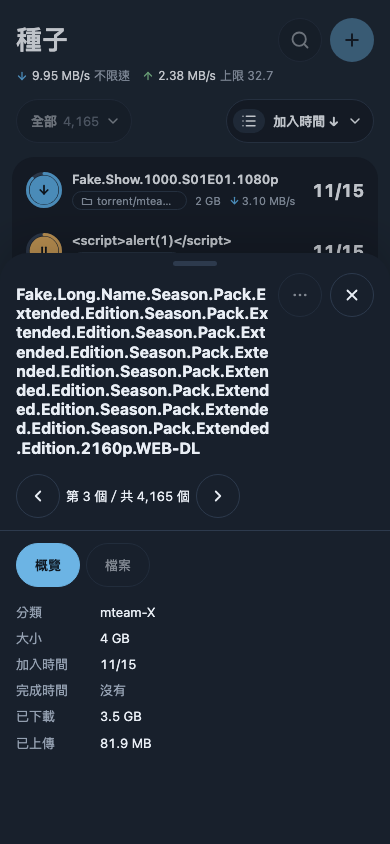 種子
9.95 MB/s 不限速 2.38 MB/s 上限 32.7
全部 4,165 加入時間
Fake.Show.1000.S01E01.1080p
torrent/mtea… 2 GB 3.10 MB/s 11/15
<script>alert(1)</script>
11/15
Fake.Long.Name.Season.Pack.E
xtended.Edition.Season.Pack.Ex
tended.Edition.Season.Pack.Ext
ended.Edition.Season.Pack.Exte
nded.Edition.Season.Pack.Exten
ded.Edition.Season.Pack.Extend
ed.Edition.Season.Pack.Extende
d.Edition.Season.Pack.Extended
.Edition.2160p.WEB-DL
第 3 個 / 共 4,165 個
概覽 檔案
分類 mteam-X
大小 4 GB
加入時間 11/15
完成時間 沒有
已下載 3.5 GB
已上傳 81.9 MB